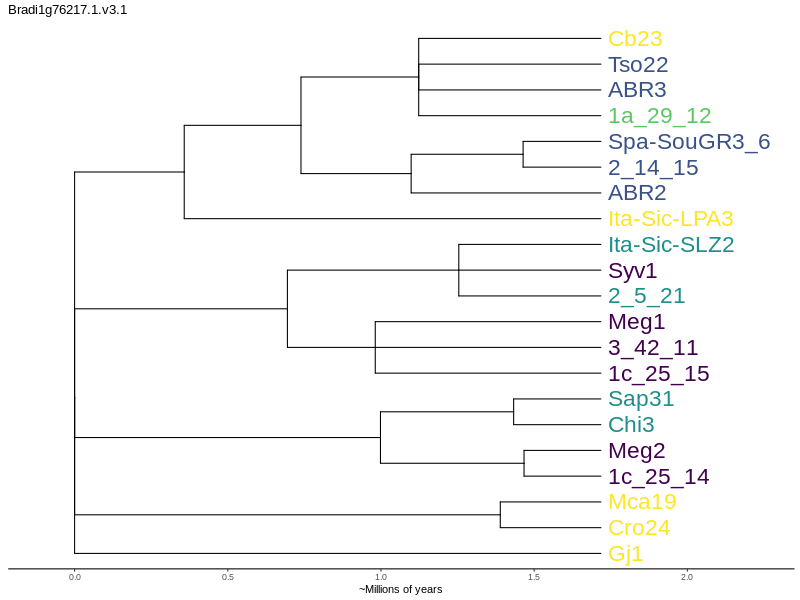 Bradi1g76217.1.v3.1
Cb23
Tso22
ABR3
1a_29_12
Spa-SouGR3_6
2_14_15
ABR2
Ita-Sic-LPA3
Ita-Sic-SLZ2
Syv1
2_5_21
Meg1
3_42_11
1c_25_15
Sap31
Chi3
Meg2
1c_25_14
Mca19
Cro24
Gj1
0.0 0.5 1.0 1.5 2.0
~Millions of years